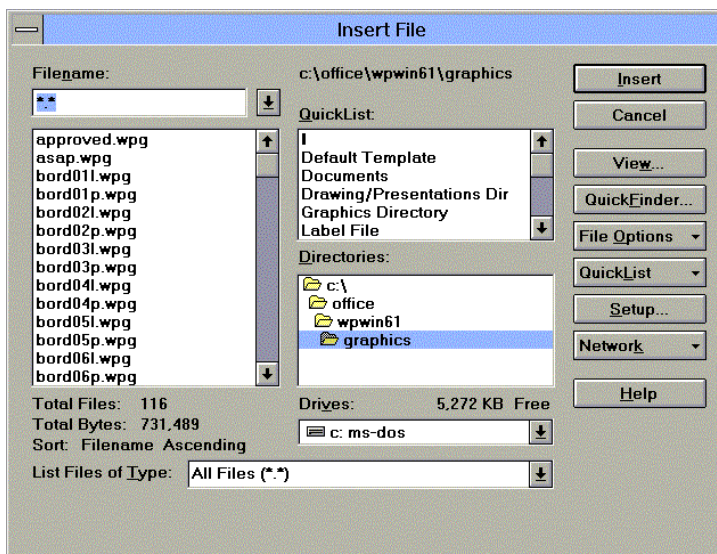 Insert File
Filename:
*.*
approved.wpg
asap.wpg
bord01l.wpg
bord01p.wpg
bord02l.wpg
bord02p.wpg
bord03l.wpg
bord03p.wpg
bord04l.wpg
bord04p.wpg
bord05l.wpg
bord05p.wpg
bord06l.wpg
bord06p.wpg
Total Files: 116
Total Bytes: 731,489
Sort: Filename Ascending
List Files of Type: All Files (*.*)
c:\office\wpwin61\graphics
QuickList:
I
Default Template
Documents
Drawing/Presentations Dir
Graphics Directory
Label File
Directories:
c:\
office
wpwin61
graphics
Drives: 5,272 KB Free
c: ms-dos
Insert
Cancel
View...
QuickFinder...
File Options
QuickList
Setup...
Network
Help